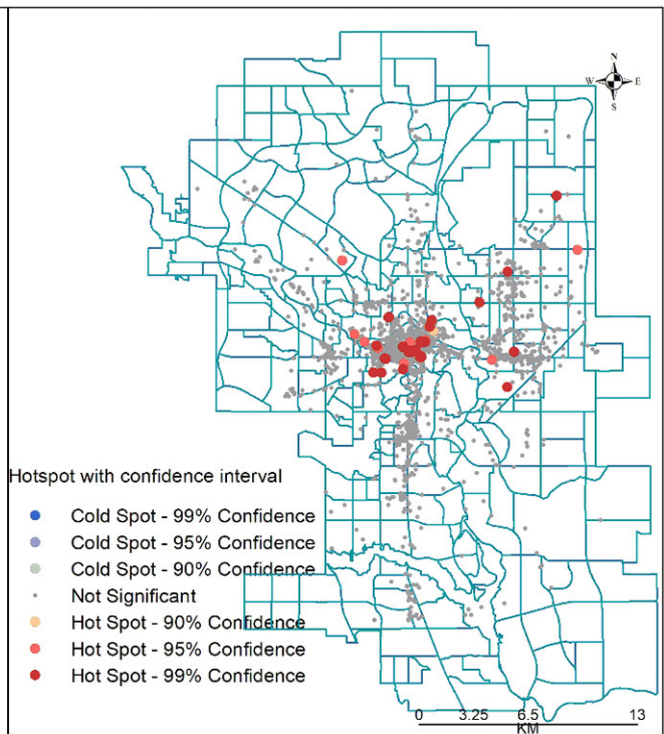 N
W E
S
Hotspot with confidence interval
Cold Spot - 99% Confidence
Cold Spot - 95% Confidence
Cold Spot - 90% Confidence
Not Significant
Hot Spot - 90% Confidence
Hot Spot - 95% Confidence
Hot Spot - 99% Confidence
0 3.25 6.5 13
KM